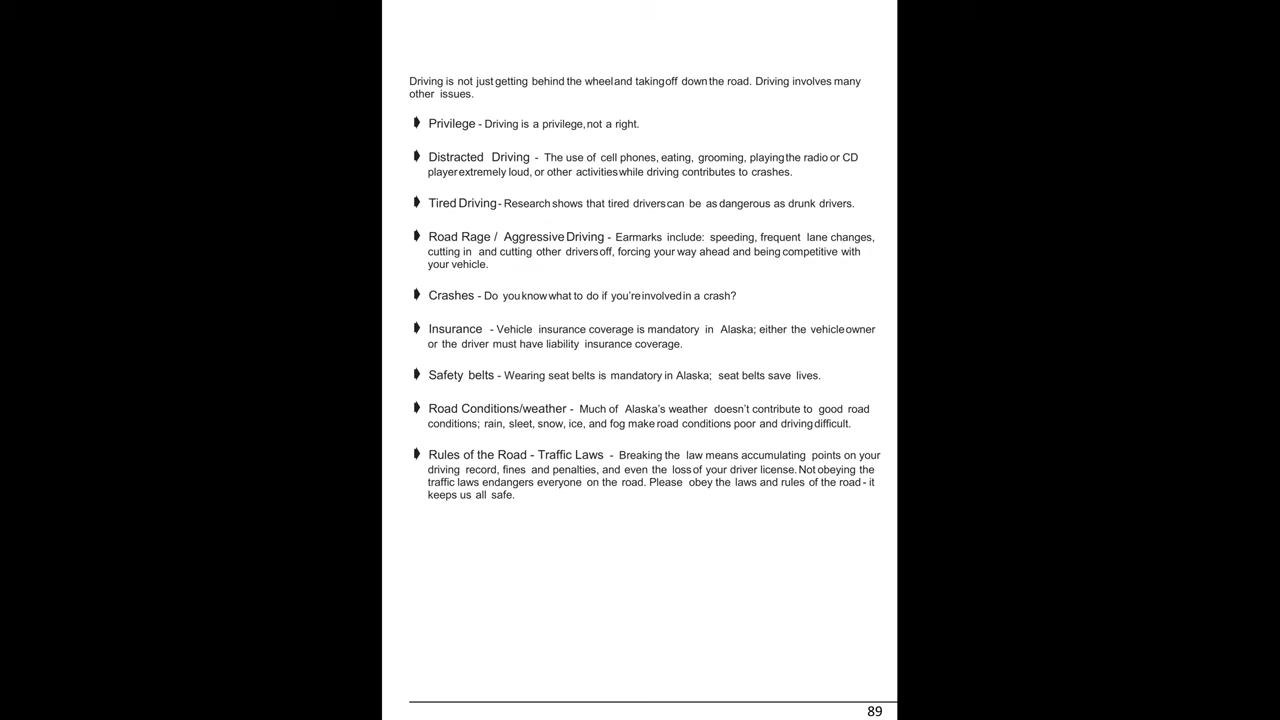 Driving is not just getting behind the wheel and taking off down the road. Driving involves many
other issues.
Privilege - Driving is a privilege, not a right.
Distracted Driving - The use of cell phones, eating, grooming, playing the radio or CD
player extremely loud, or other activities while driving contributes to crashes.
Tired Driving - Research shows that tired drivers can be as dangerous as drunk drivers.
Road Rage / Aggressive Driving - Earmarks include: speeding, frequent lane changes,
cutting in and cutting other drivers off, forcing your way ahead and being competitive with
your vehicle.
Crashes - Do you know what to do if you’re involved in a crash?
Insurance - Vehicle insurance coverage is mandatory in Alaska; either the vehicle owner
or the driver must have liability insurance coverage.
Safety belts - Wearing seat belts is mandatory in Alaska; seat belts save lives.
Road Conditions/weather - Much of Alaska’s weather doesn’t contribute to good road
conditions; rain, sleet, snow, ice, and fog make road conditions poor and driving difficult.
Rules of the Road - Traffic Laws - Breaking the law means accumulating points on your
driving record, fines and penalties, and even the loss of your driver license. Not obeying the
traffic laws endangers everyone on the road. Please obey the laws and rules of the road - it
keeps us all safe.
89